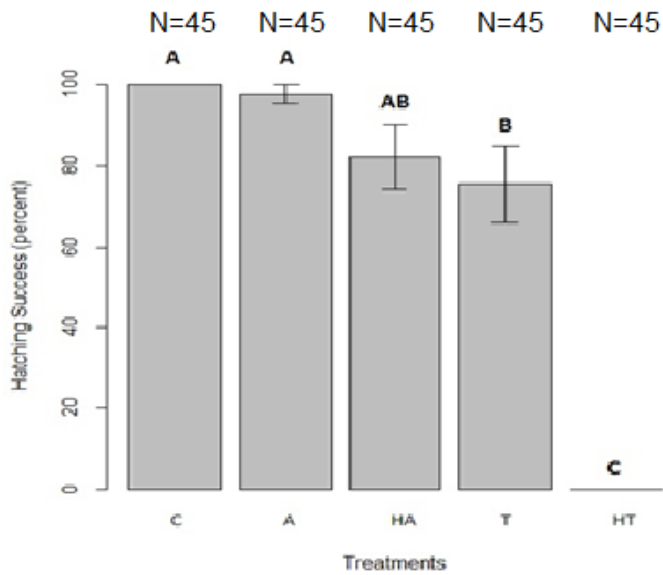 N=45 N=45 N=45 N=45 N=45
A A AB B C
Hatching Success (percent)
100
80
60
40
20
0
C A HA T HT
Treatments